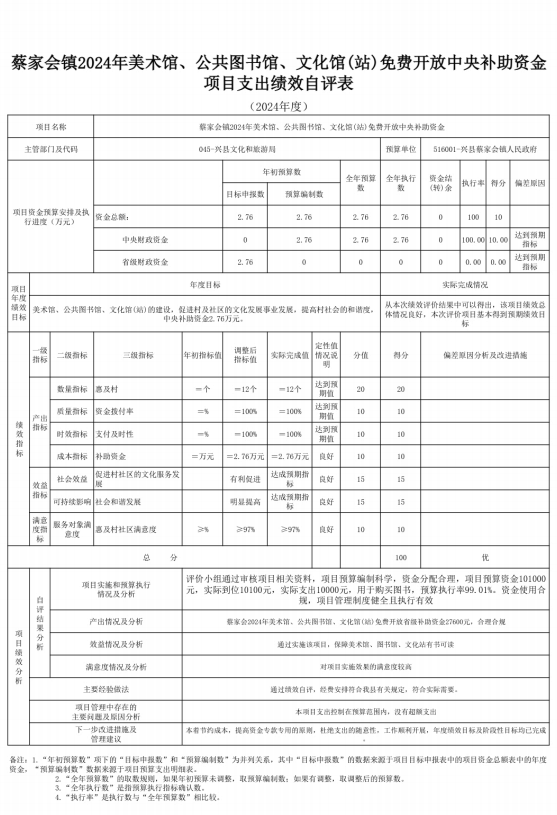 蔡家会镇2024年美术馆、公共图书馆、文化馆(站)免费开放中央补助资金
项目支出绩效自评表
(2024年度)
项目名称 蔡家会镇2024年美术馆、公共图书馆、文化馆(站)免费开放中央补助资金
主管部门及代码 045-兴县文化和旅游局 预算单位 516001-兴县蔡家会镇人民政府
项目资金预算安排及执行进度（万元） 年初预算数 全年预算数 全年执行数 资金结(转)余 执行率 得分 偏差原因
目标申报数 预算编制数
资金总额: 2.76 2.76 2.76 2.76 0 100 10
中央财政资金 0 2.76 2.76 2.76 0 100.00 10.00 达到预期指标
省级财政资金 2.76 0 0 0 0 0.00 0.00 达到预期指标
项目年度绩效目标 年度目标 实际完成情况
美术馆、公共图书馆、文化馆(站)的建设，促进村及社区的文化发展事业发展，提高村社会的和谐度，中央补助资金2.76万元。 从本次绩效评价结果中可以得出，该项目绩效总体情况良好，本次评价项目基本得到预期绩效目标
绩效指标 一级指标 二级指标 三级指标 年初指标值 调整后指标值 实际完成值 定性值情况说明 分值 得分 偏差原因分析及改进措施
产出指标 数量指标 惠及村 ＝个 ＝12个 ＝12个 达到预期值 20 20
质量指标 资金拨付率 ＝% ＝100% ＝100% 达到预期值 10 10
时效指标 支付及时性 ＝% ＝100% ＝100% 达到预期值 10 10
成本指标 补助资金 ＝万元 ＝2.76万元 ＝2.76万元 良好 10 10
效益指标 社会效益 促进村社区的文化服务发展 有利促进 达成预期指标 良好 15 15
可持续影响 社会和谐发展 明显提高 达成预期指标 良好 15 15
满意度指标 服务对象满意度 惠及村社区满意度 ≥% ≥97% ≥97% 良好 10 10
总 分 100 优
项目绩效分析 自评结果分析 项目实施和预算执行情况及分析 评价小组通过审核项目相关资料，项目预算编制科学，资金分配合理，项目预算资金101000元，实际到位10100元，实际支出10000元，用于购买图书，预算执行率99.01%。资金使用合规，项目管理制度健全且执行有效
产出情况及分析 蔡家会2024年美术馆、公共图书馆、文化馆(站)免费开放省级补助资金27600元，合理合规
效益情况及分析 通过实施该项目，保障美术馆、图书馆、文化站有书可读
满意度情况及分析 对项目实施效果的满意度较高
主要经验做法 通过绩效自评，经费安排符合我县有关规定，符合实际需要。
项目管理中存在的主要问题及原因分析 本项目支出控制在预算范围内，没有超额支出
下一步改进措施及管理建议 本着节约成本，提高资金专款专用的原则，杜绝支出的随意性，工作顺利开展，年度绩效目标及阶段性目标均已完成。
备注：1.“年初预算数”项下的“目标申报数”和“预算编制数”为并列关系，其中“目标申报数”的数据来源于项目目标申报表中的项目资金总额表中的年度
资金，“预算编制数”数据来源于项目预算支出明细表。
2.“全年预算数”的取数规则，如果年初预算未调整，取预算编制数；如果有调整，取调整后的预算数。
3.“全年执行数”是指预算执行指标确认数。
4.“执行率”是执行数与“全年预算数”相比较。